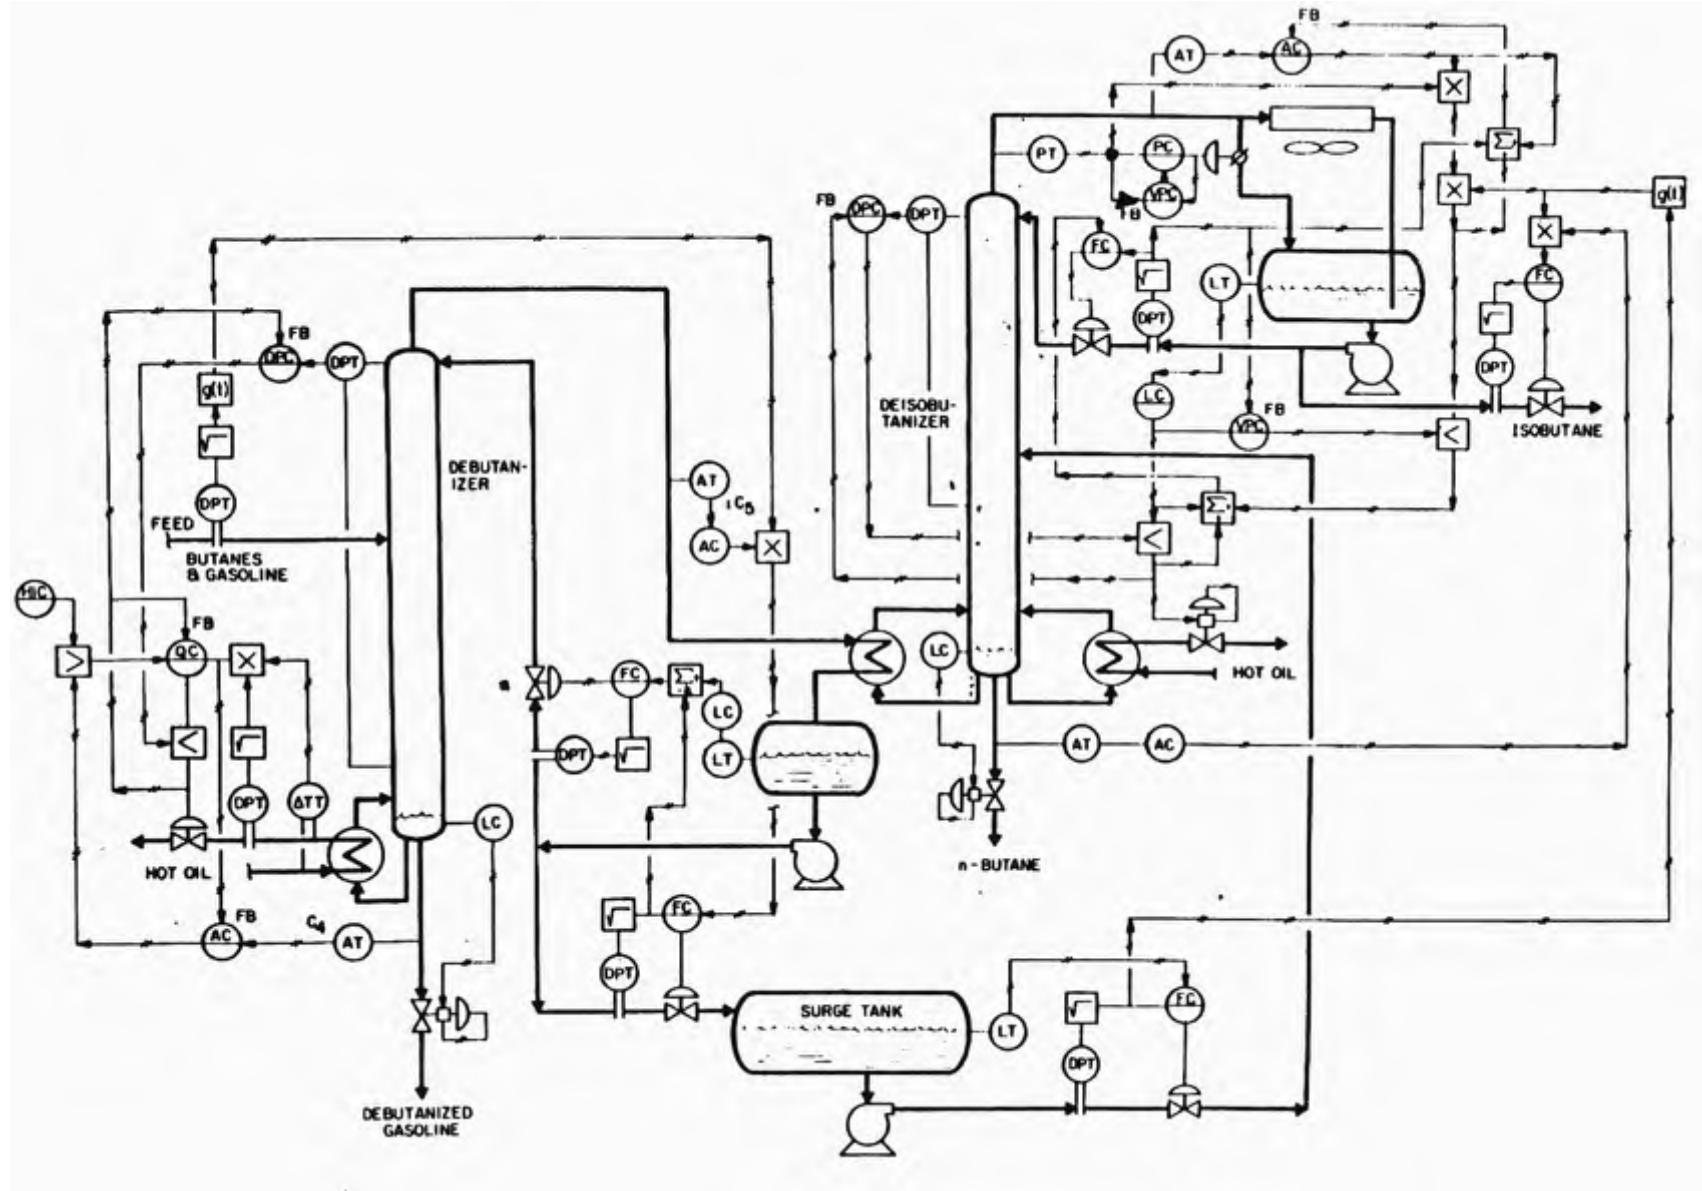 FB
AT
AC
X
Σ
PT
PC
VPC
FB
X
g(t)
FB
DPC
DPT
FC
√
X
LT
FC
FB
DPC
DPT
DPT
√
g(t)
DPT
DEISOBU-
TANIZER
LC
FB
VPC
<
ISOBUTANE
√
DEBUTAN-
IZER
AT
iC5
DPT
Σ
FEED
AC
X
<
BUTANES
& GASOLINE
HIC
FB
>
QC
X
LC
FC
Σ
HOT OIL
LC
<
√
DPT
√
LT
AT
AC
DPT
ΔTT
LC
n-BUTANE
HOT OIL
√
FC
FB
AC
C4
AT
DPT
SURGE TANK
√
FC
LT
DPT
DEBUTANIZED
GASOLINE